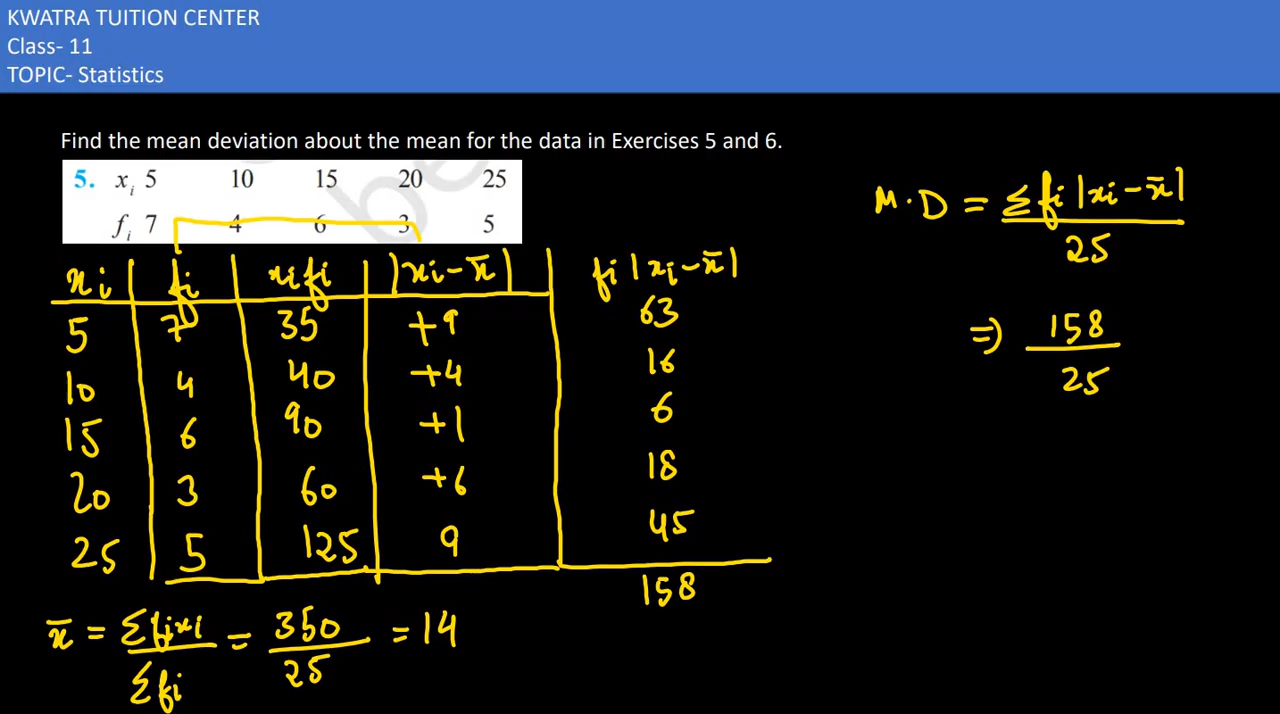 KWATRA TUITION CENTER
Class- 11
TOPIC- Statistics
Find the mean deviation about the mean for the data in Exercises 5 and 6.
5. xᵢ 5 10 15 20 25
fᵢ 7 4 6 3 5
xi fi xifi |xi - x̄| fi |xi - x̄|
5 7 35 +9 63
10 4 40 +4 16
15 6 90 +1 6
20 3 60 +6 18
25 5 125 9 45
158
x̄ = Σfixi / Σfi = 350 / 25 = 14
M.D = Σfi |xi - x̄| / 25
=) 158 / 25